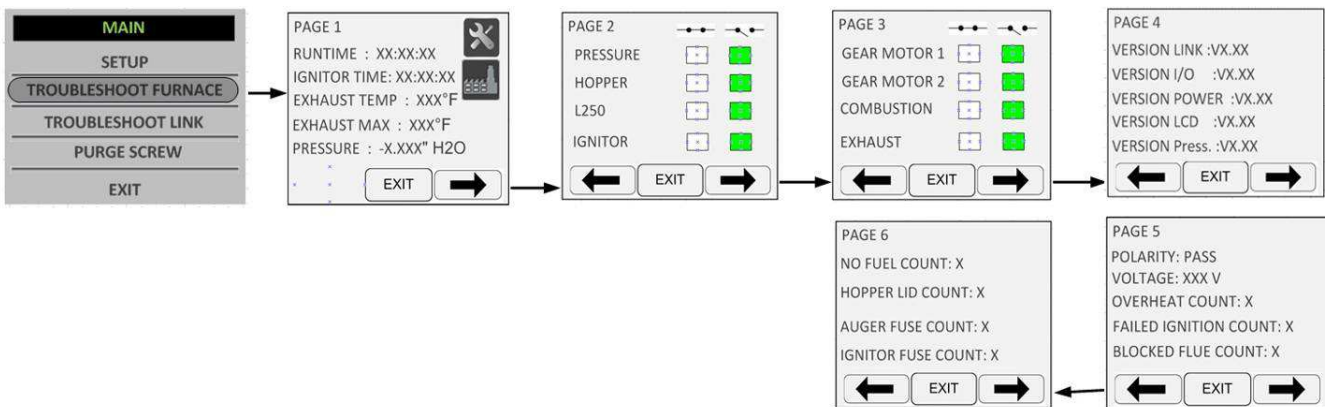 MAIN
SETUP
TROUBLESHOOT FURNACE
TROUBLESHOOT LINK
PURGE SCREW
EXIT
PAGE 1
RUNTIME : XX:XX:XX
IGNITOR TIME: XX:XX:XX
EXHAUST TEMP : XXX°F
EXHAUST MAX : XXX°F
PRESSURE : -X.XXX" H2O
EXIT
PAGE 2
PRESSURE
HOPPER
L250
IGNITOR
EXIT
PAGE 3
GEAR MOTOR 1
GEAR MOTOR 2
COMBUSTION
EXHAUST
EXIT
PAGE 4
VERSION LINK :VX.XX
VERSION I/O :VX.XX
VERSION POWER :VX.XX
VERSION LCD :VX.XX
VERSION Press. :VX.XX
EXIT
PAGE 5
POLARITY: PASS
VOLTAGE: XXX V
OVERHEAT COUNT: X
FAILED IGNITION COUNT: X
BLOCKED FLUE COUNT: X
EXIT
PAGE 6
NO FUEL COUNT: X
HOPPER LID COUNT: X
AUGER FUSE COUNT: X
IGNITOR FUSE COUNT: X
EXIT